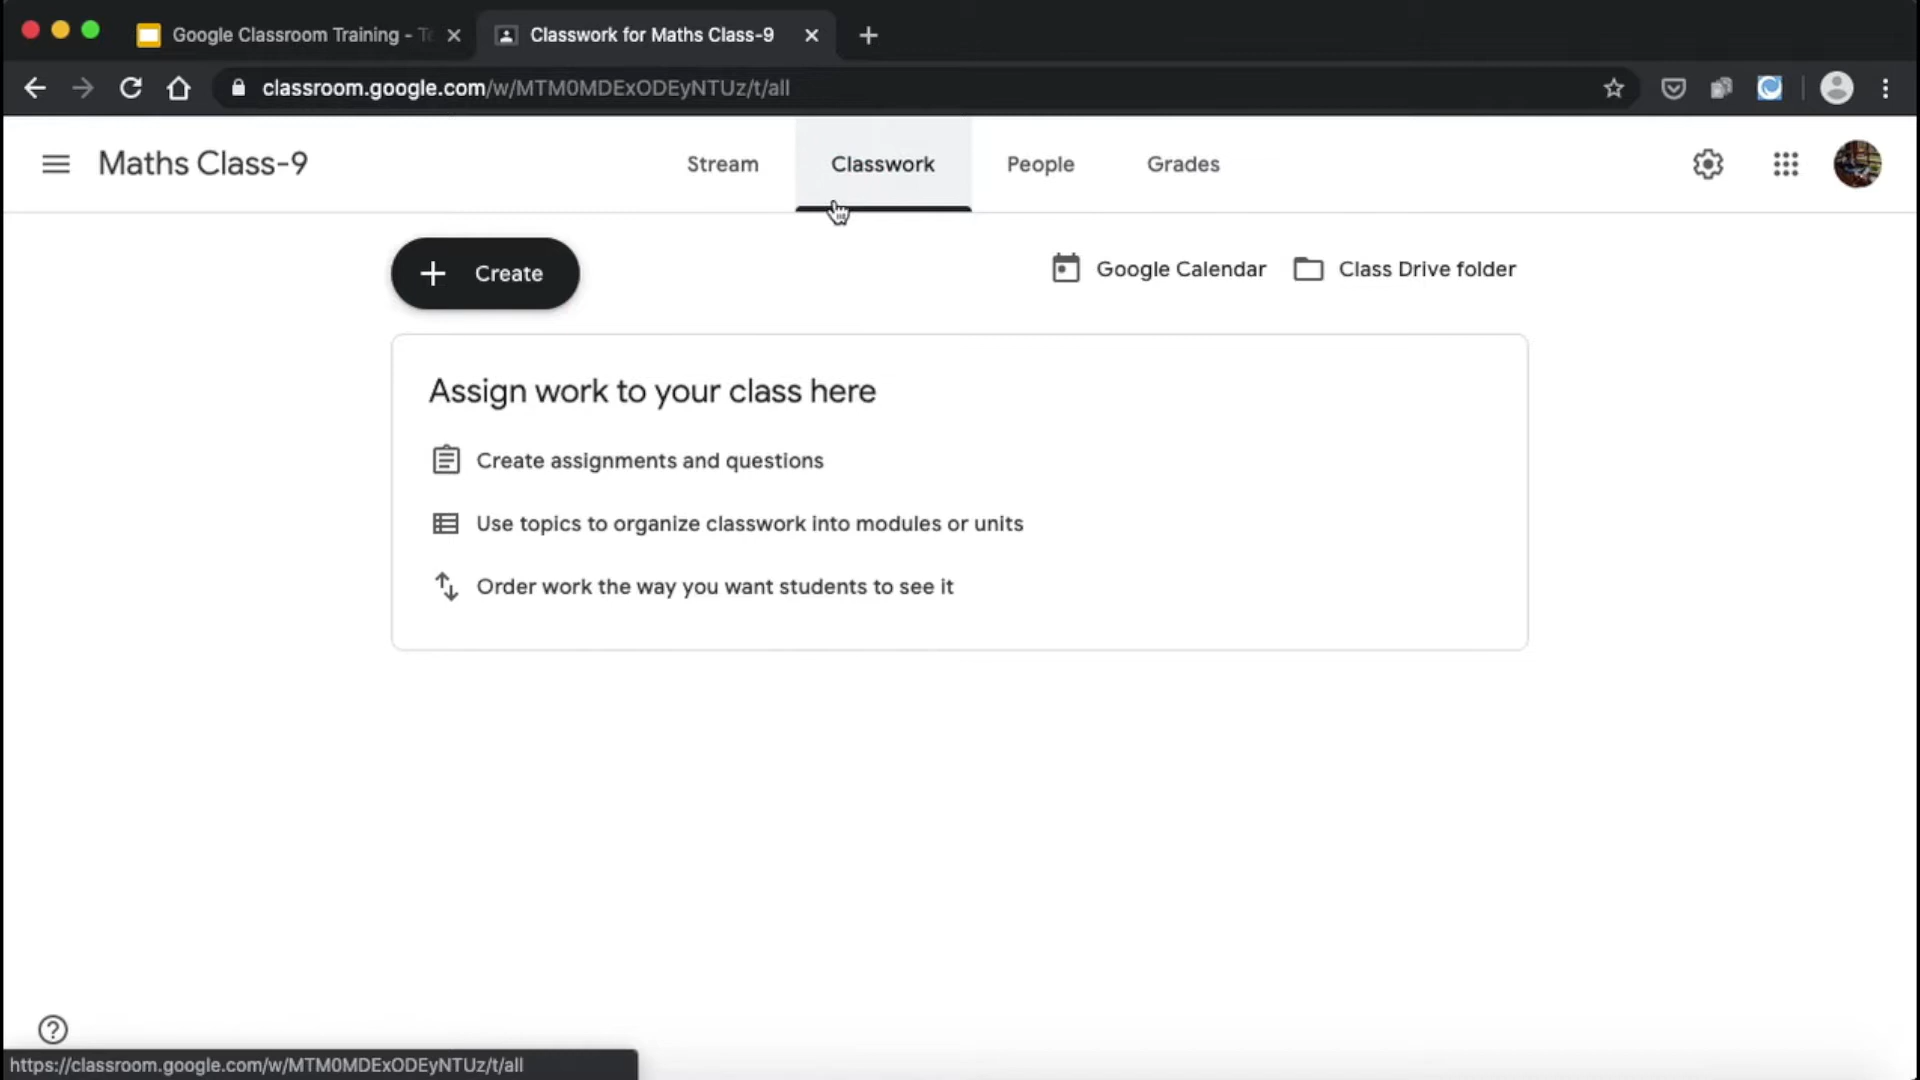 Google Classroom Training -
Classwork for Maths Class-9
classroom.google.com/w/MTM0MDExODEyNTUz/t/all
Maths Class-9
Stream
Classwork
People
Grades
Create
Google Calendar
Class Drive folder
Assign work to your class here
Create assignments and questions
Use topics to organize classwork into modules or units
Order work the way you want students to see it
https://classroom.google.com/w/MTM0MDExODEyNTUz/t/all